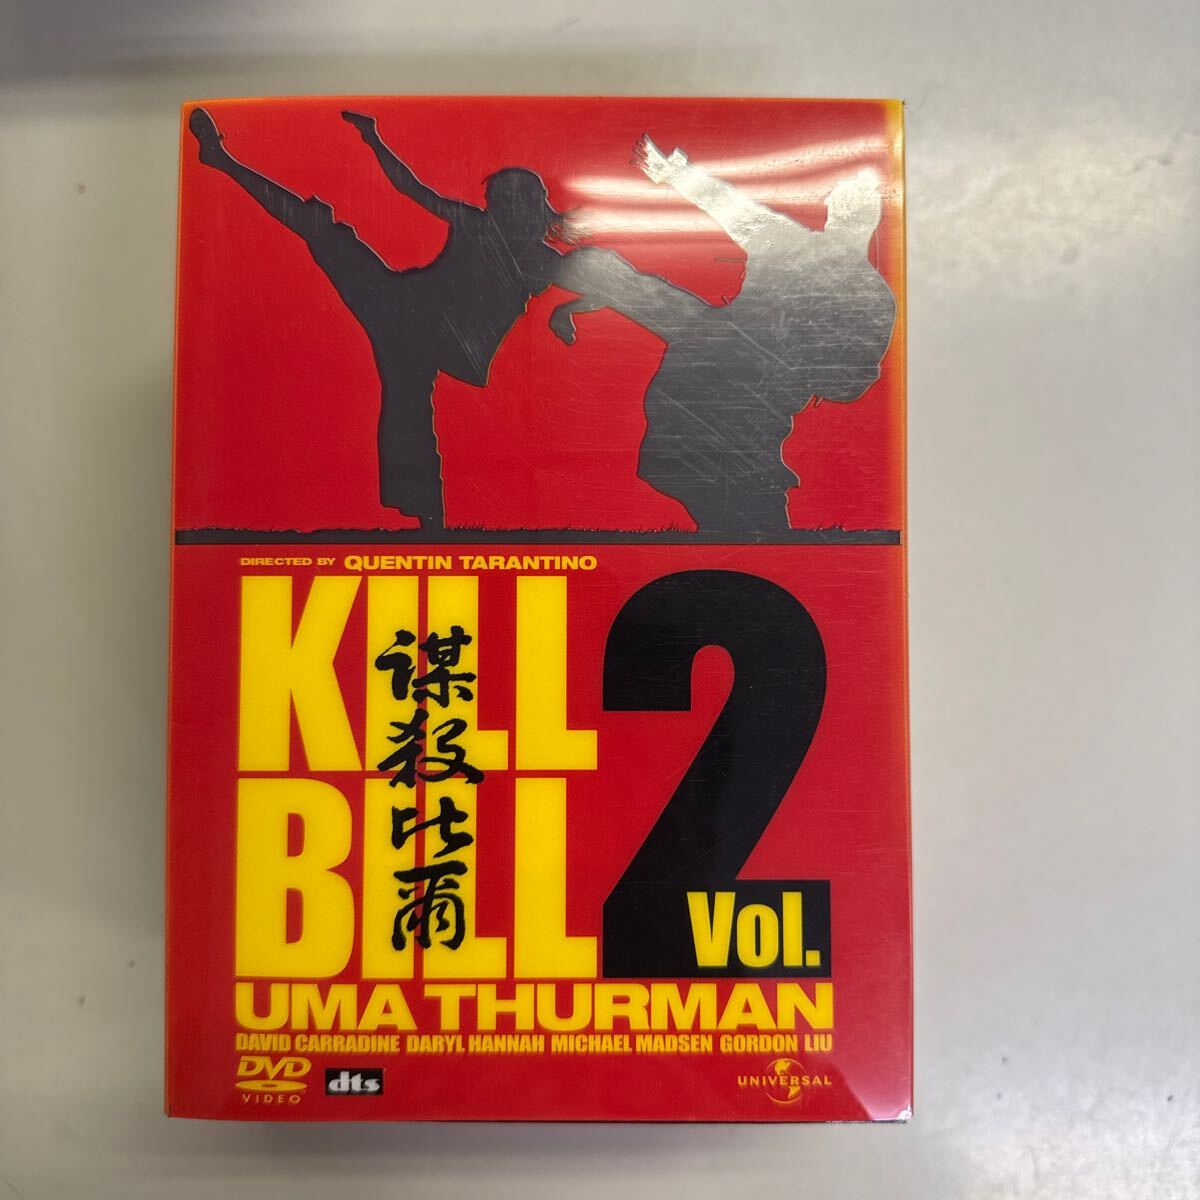 DIRECTED BY QUENTIN TARANTINO
KILL
BILL
謀殺比爾
2
Vol.
UMA THURMAN
DAVID CARRADINE DARYL HANNAH MICHAEL MADSEN GORDON LIU
DVD
VIDEO
dts
UNIVERSAL